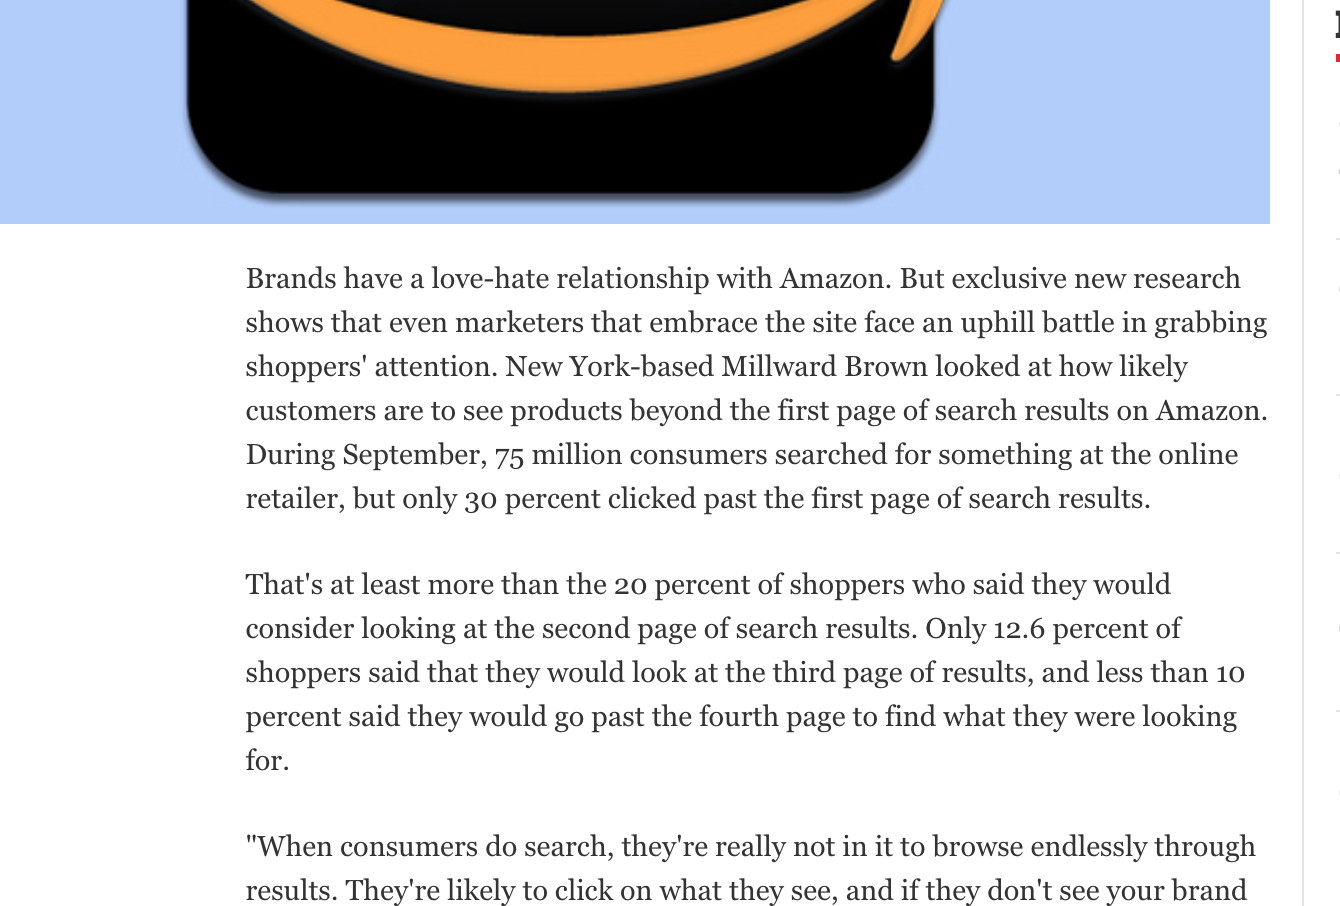 Brands have a love-hate relationship with Amazon. But exclusive new research
shows that even marketers that embrace the site face an uphill battle in grabbing
shoppers' attention. New York-based Millward Brown looked at how likely
customers are to see products beyond the first page of search results on Amazon.
During September, 75 million consumers searched for something at the online
retailer, but only 30 percent clicked past the first page of search results.
That's at least more than the 20 percent of shoppers who said they would
consider looking at the second page of search results. Only 12.6 percent of
shoppers said that they would look at the third page of results, and less than 10
percent said they would go past the fourth page to find what they were looking
for.
"When consumers do search, they're really not in it to browse endlessly through
results. They're likely to click on what they see, and if they don't see your brand